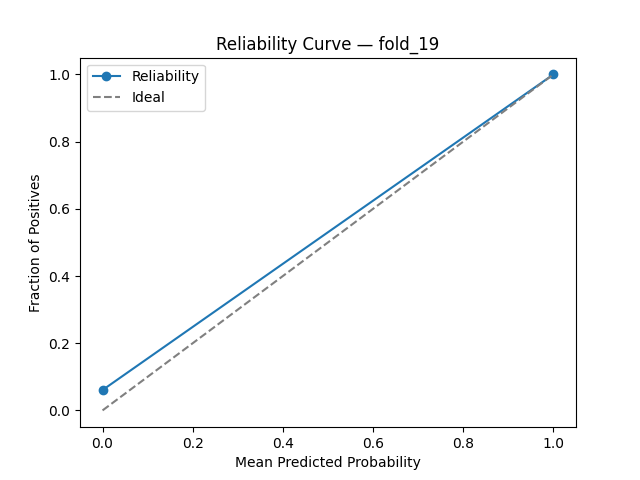 Reliability Curve — fold_19
Reliability
Ideal
Fraction of Positives
1.0
0.8
0.6
0.4
0.2
0.0
0.0 0.2 0.4 0.6 0.8 1.0
Mean Predicted Probability